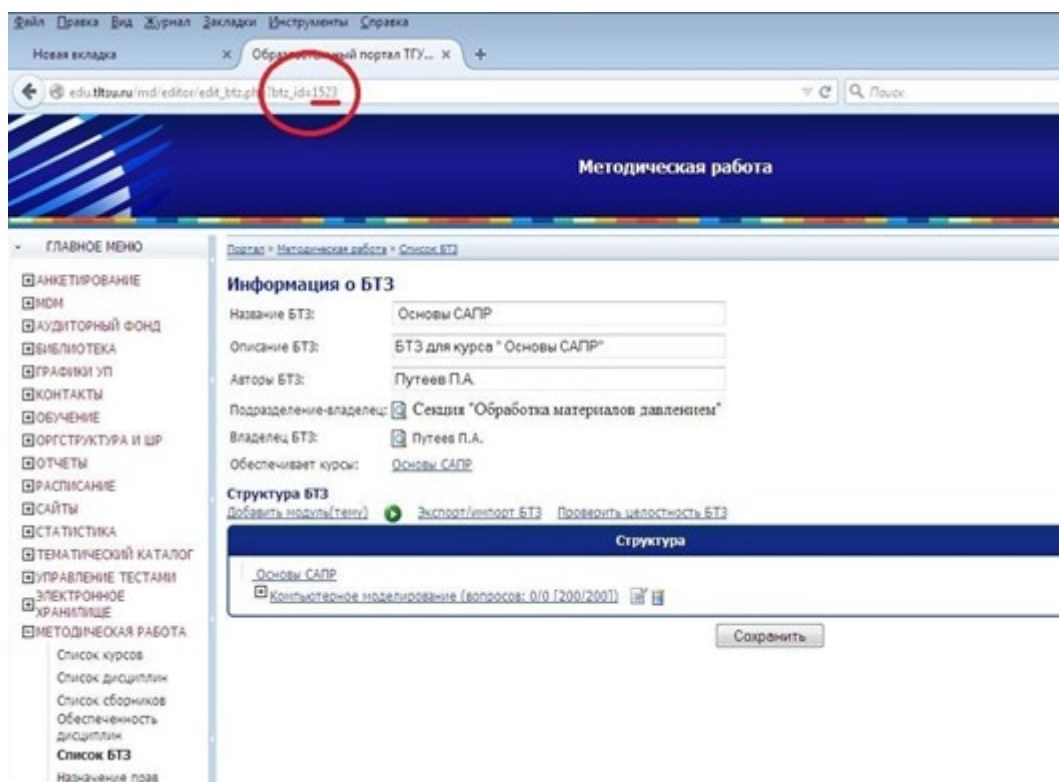 Файл Правка Вид Журнал Закладки Инструменты Справка
Новая вкладка × Образовательный портал ТГУ... × +
edu.tltsu.ru/md/editor/edit_btz.php?btz_id=1523 Поиск
Методическая работа
ГЛАВНОЕ МЕНЮ
АНКЕТИРОВАНИЕ
MDM
АУДИТОРНЫЙ ФОНД
БИБЛИОТЕКА
ГРАФИКИ УП
КОНТАКТЫ
ОБУЧЕНИЕ
ОРГСТРУКТУРА И ШР
ОТЧЕТЫ
РАСПИСАНИЕ
САЙТЫ
СТАТИСТИКА
ТЕМАТИЧЕСКИЙ КАТАЛОГ
УПРАВЛЕНИЕ ТЕСТАМИ
ЭЛЕКТРОННОЕ
ХРАНИЛИЩЕ
МЕТОДИЧЕСКАЯ РАБОТА
Список курсов
Список дисциплин
Список сборников
Обеспеченность
дисциплин
Список БТЗ
Назначение прав
Портал » Методическая работа » Список БТЗ
Информация о БТЗ
Название БТЗ: Основы САПР
Описание БТЗ: БТЗ для курса " Основы САПР"
Авторы БТЗ: Путеев П.А.
Подразделение-владелец: Секция "Обработка материалов давлением"
Владелец БТЗ: Путеев П.А.
Обеспечивает курсы: Основы САПР
Структура БТЗ
Добавить модуль(тему) Экспорт/импорт БТЗ Проверить целостность БТЗ
Структура
Основы САПР
Компьютерное моделирование (вопросов: 0/0 [200/200])
Сохранить